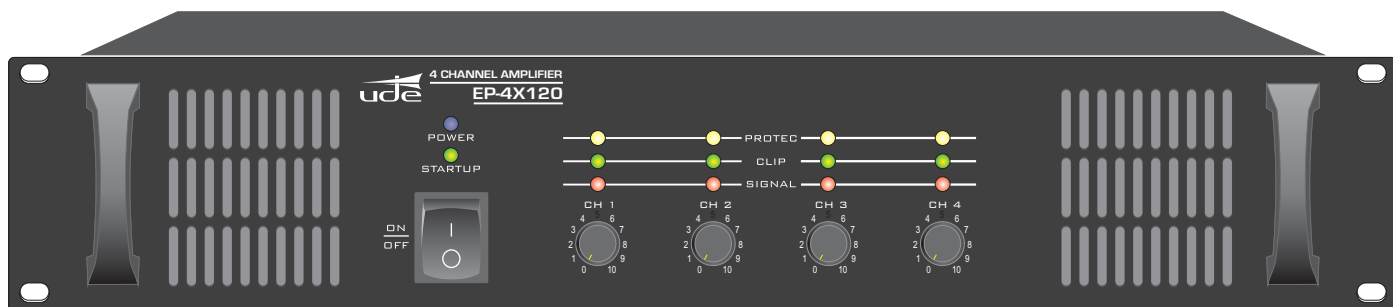 ude
4 CHANNEL AMPLIFIER
EP-4X120
POWER
STARTUP
PROTEC
CLIP
SIGNAL
ON
OFF
I
O
CH 1
0 1 2 3 4 5 6 7 8 9 10
CH 2
0 1 2 3 4 5 6 7 8 9 10
CH 3
0 1 2 3 4 5 6 7 8 9 10
CH 4
0 1 2 3 4 5 6 7 8 9 10